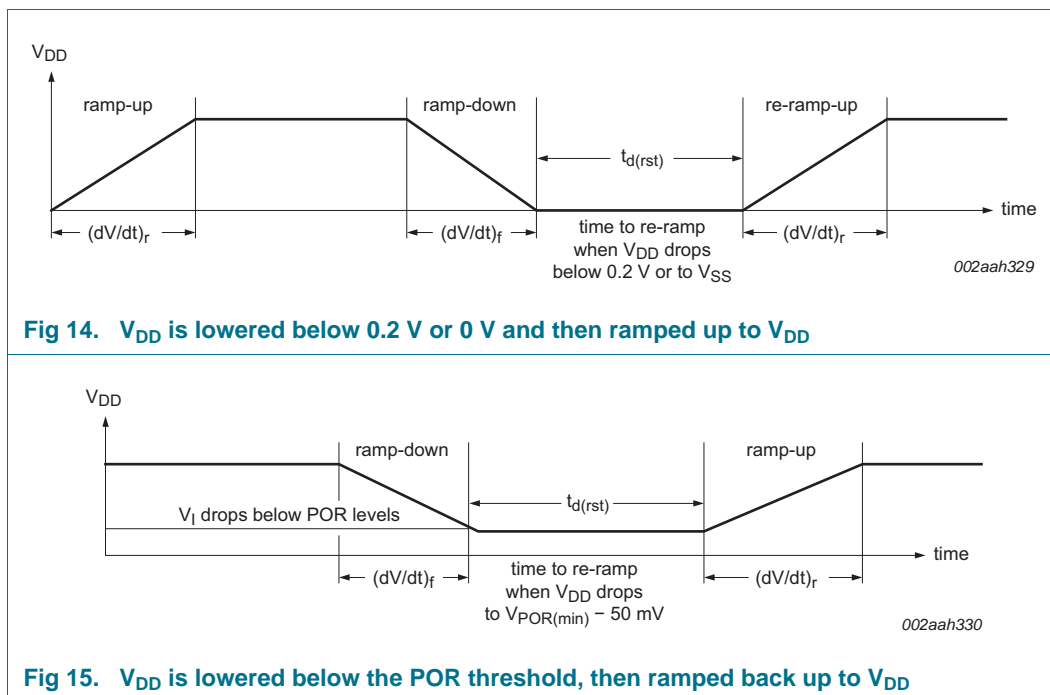 VDD
ramp-up
ramp-down
re-ramp-up
td(rst)
time
(dV/dt)r
(dV/dt)f
time to re-ramp
when VDD drops
below 0.2 V or to VSS
(dV/dt)r
002aah329
Fig 14. VDD is lowered below 0.2 V or 0 V and then ramped up to VDD
VDD
ramp-down
ramp-up
td(rst)
VI drops below POR levels
time
(dV/dt)f
time to re-ramp
when VDD drops
to VPOR(min) − 50 mV
(dV/dt)r
002aah330
Fig 15. VDD is lowered below the POR threshold, then ramped back up to VDD